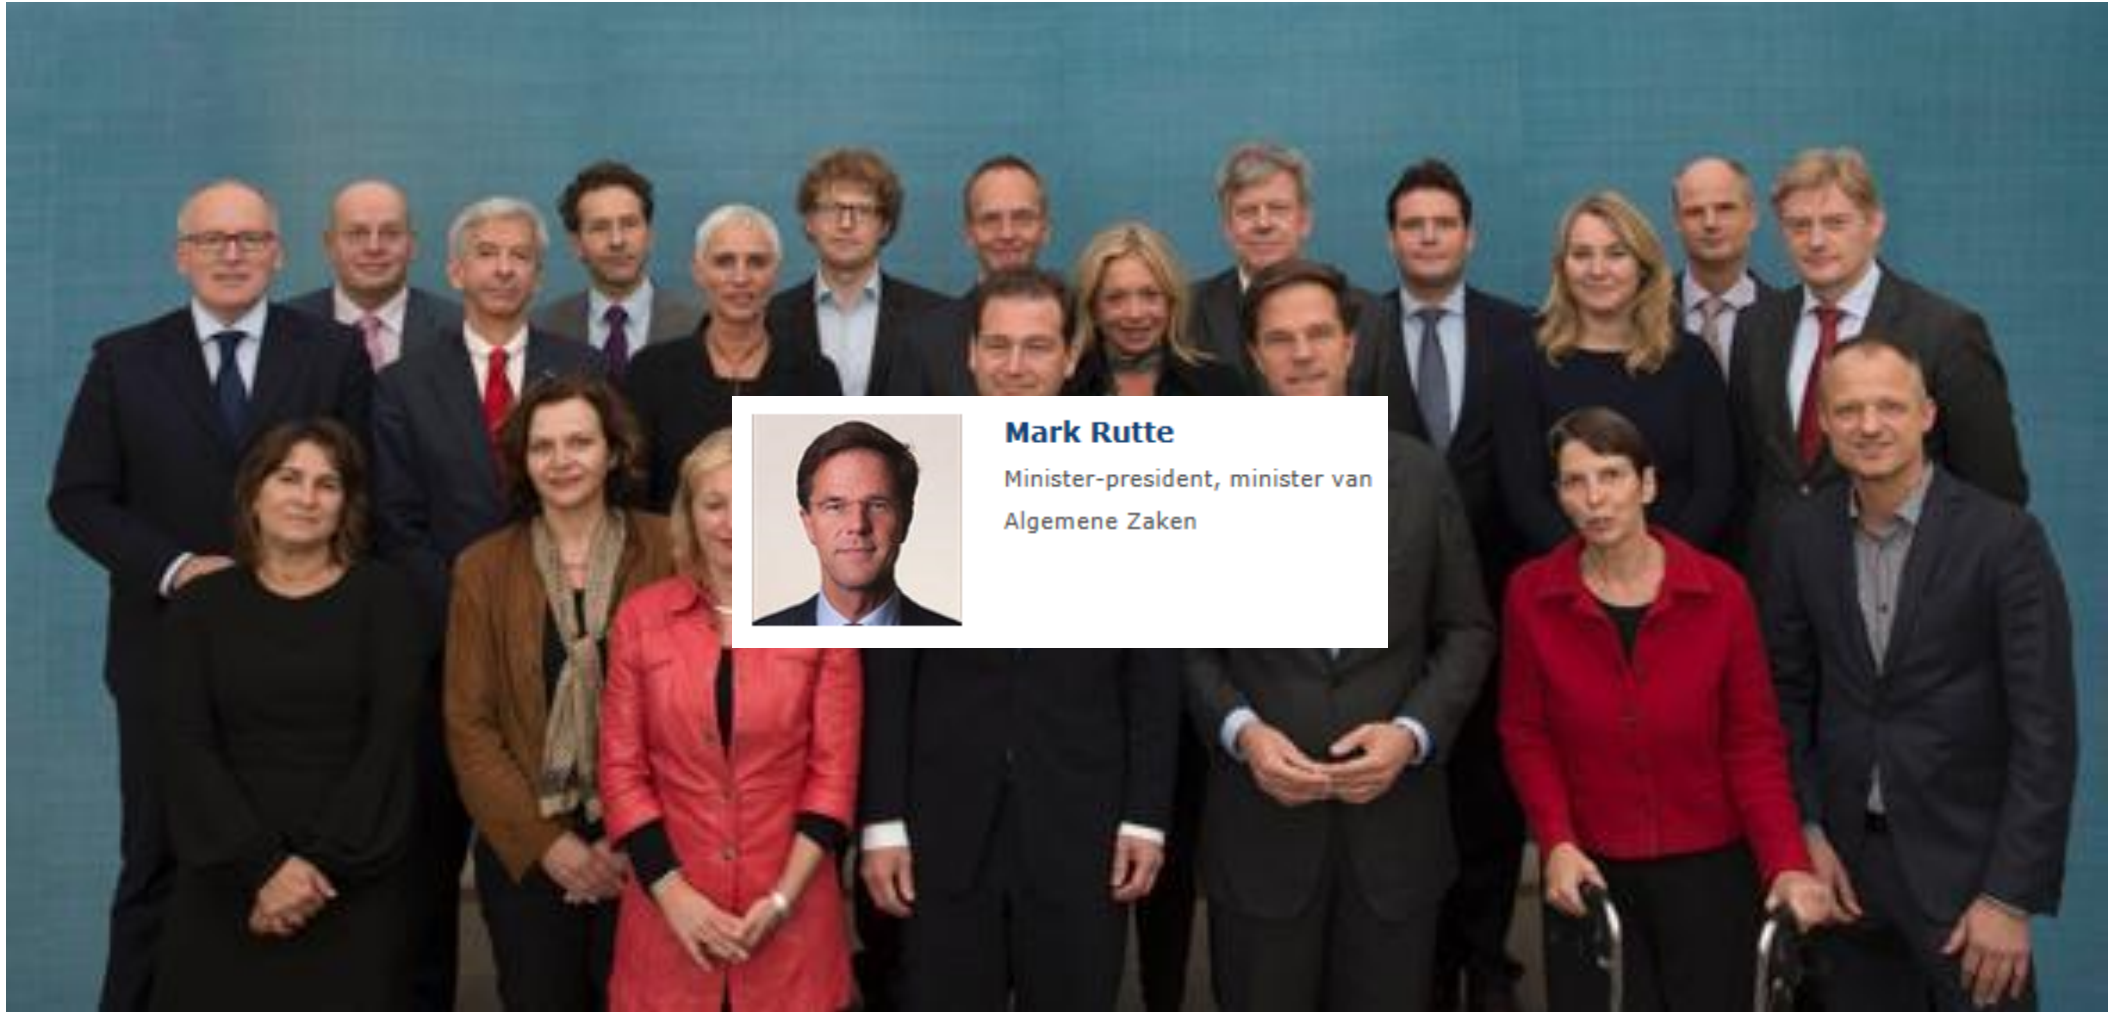 Mark Rutte
Minister-president, minister van
Algemene Zaken